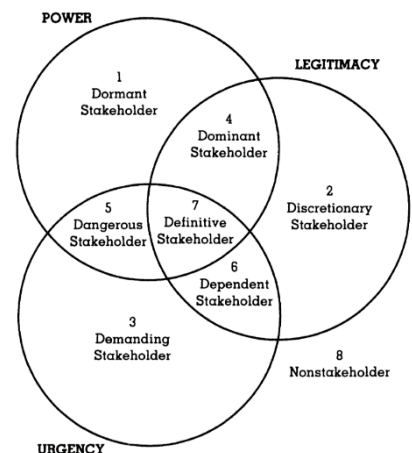 POWER
1
Dormant
Stakeholder
LEGITIMACY
4
Dominant
Stakeholder
2
Discretionary
Stakeholder
5
Dangerous
Stakeholder
7
Definitive
Stakeholder
6
Dependent
Stakeholder
3
Demanding
Stakeholder
8
Nonstakeholder
URGENCY